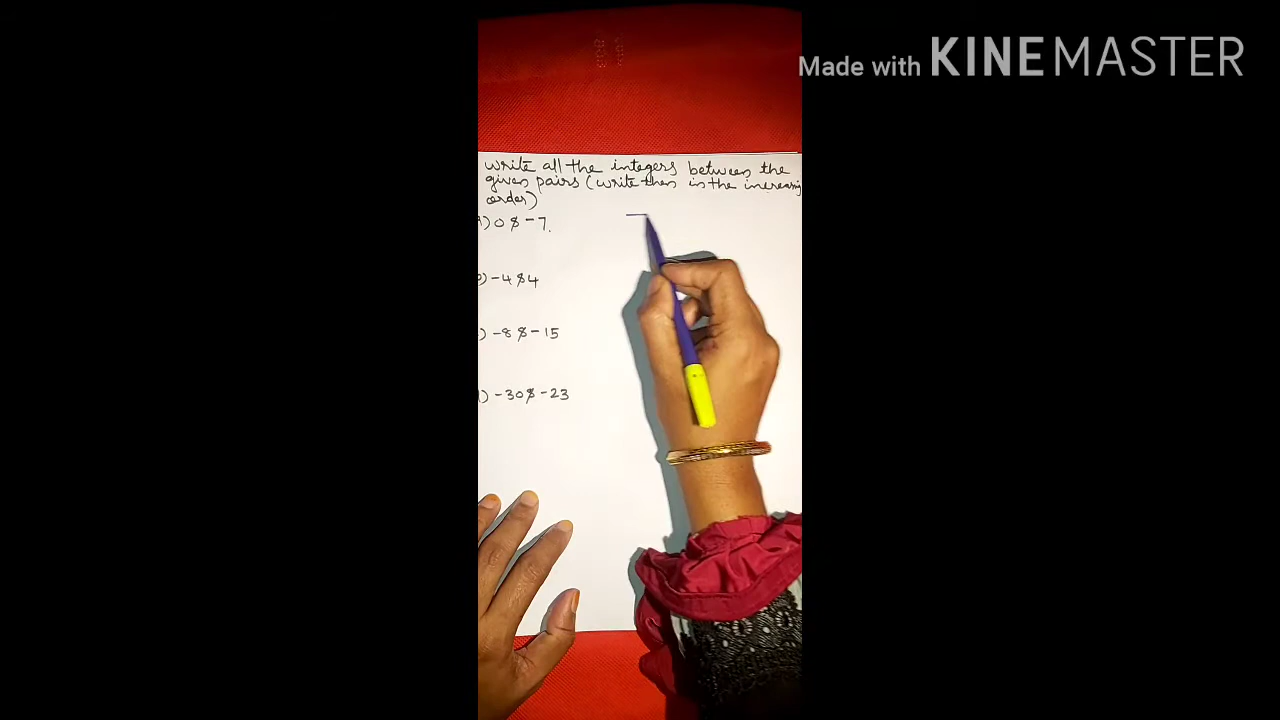 Made with KINEMASTER
write all the integers between the
given pairs (write then in the increasing
order)
A) 0 & -7.
b) -4 & 4
) -8 & -15
d) -30 & -23